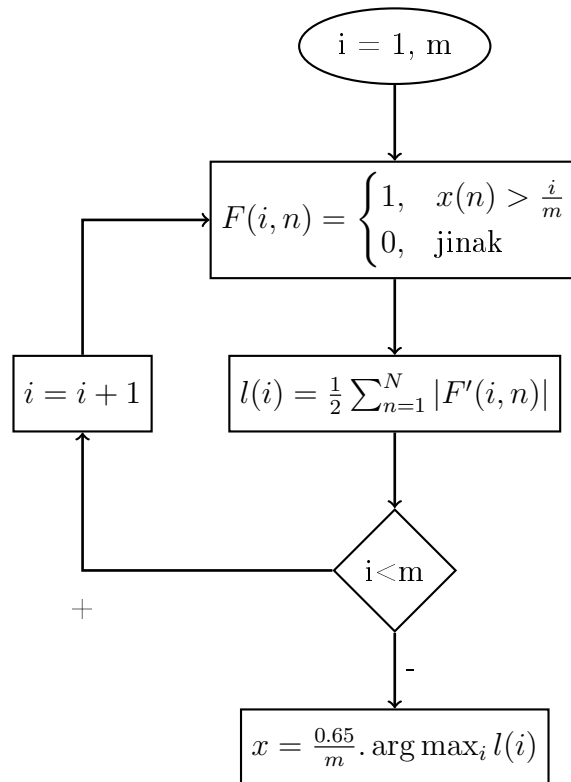 i = 1, m
F(i, n) = { 1, x(n) > i/m
0, jinak
i = i + 1
l(i) = 1/2 ∑_{n=1}^{N} |F'(i, n)|
i<m
+
-
x = 0.65/m . arg max_i l(i)